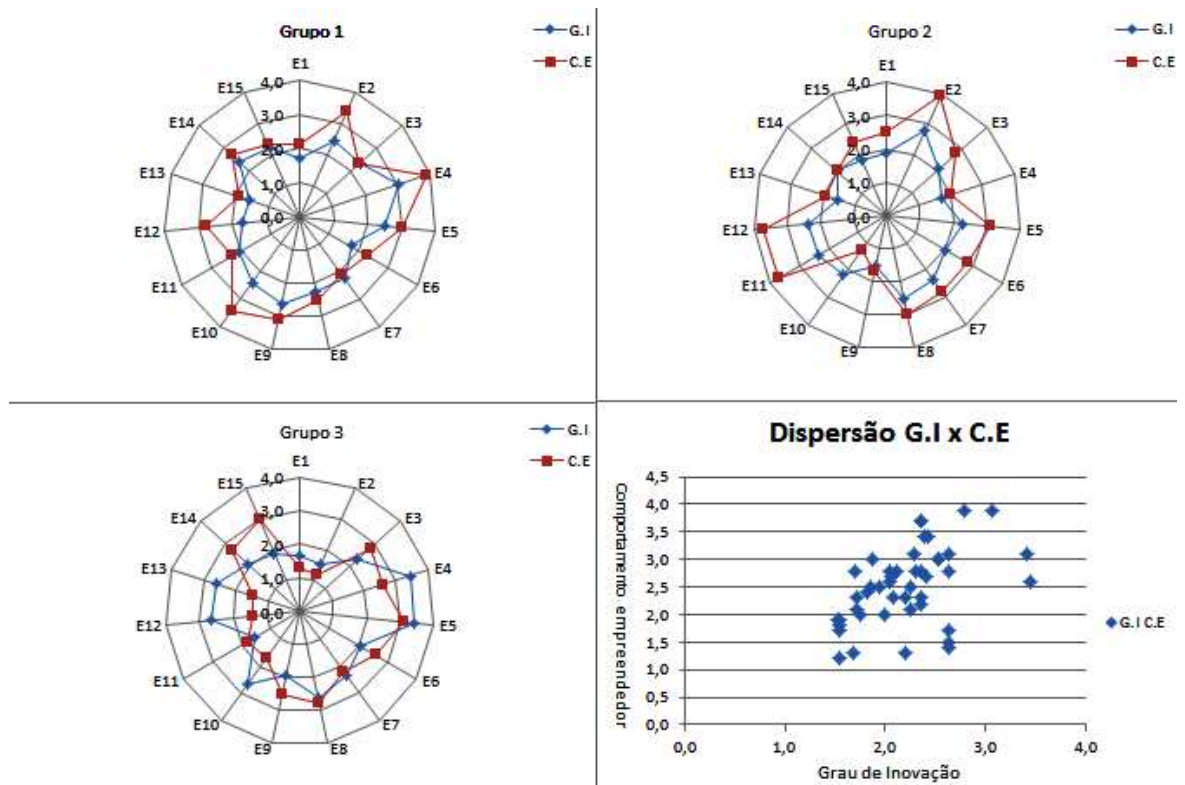 Grupo 1
G.I
C.E
E1
E2
E3
E4
E5
E6
E7
E8
E9
E10
E11
E12
E13
E14
E15
4,0
3,0
2,0
1,0
0,0
Grupo 2
G.I
C.E
E1
E2
E3
E4
E5
E6
E7
E8
E9
E10
E11
E12
E13
E14
E15
4,0
3,0
2,0
1,0
0,0
Grupo 3
G.I
C.E
E1
E2
E3
E4
E5
E6
E7
E8
E9
E10
E11
E12
E13
E14
E15
4,0
3,0
2,0
1,0
0,0
Dispersão G.I x C.E
Comportamento empreendedor
4,5
4,0
3,5
3,0
2,5
2,0
1,5
1,0
0,5
0,0
0,0 1,0 2,0 3,0 4,0
Grau de Inovação
G.I C.E